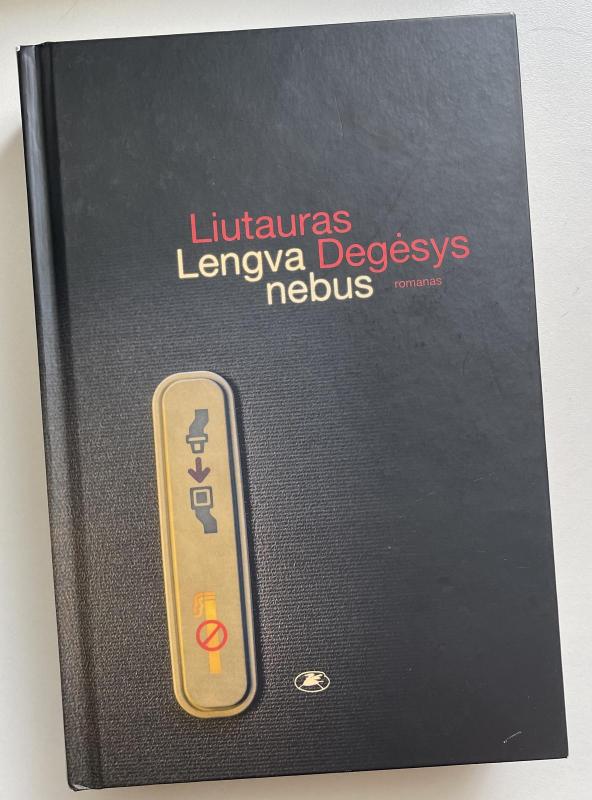 Liutauras
Lengva Degėsys
nebus romanas